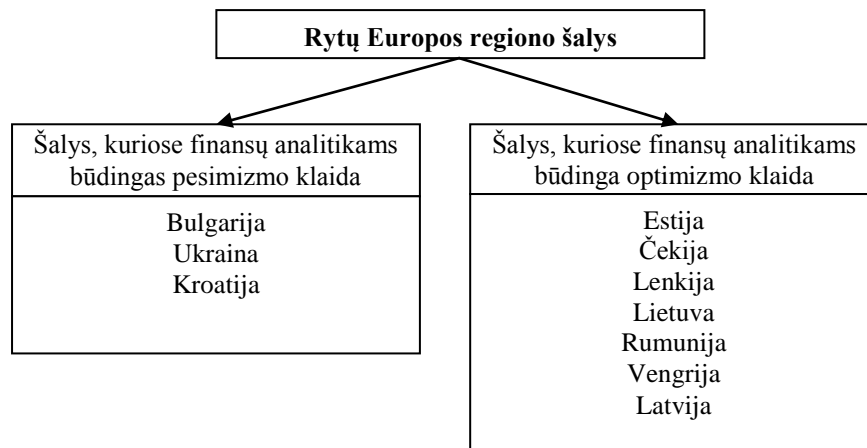 Rytų Europos regiono šalys
Šalys, kuriose finansų analitikams
būdingas pesimizmo klaida
Bulgarija
Ukraina
Kroatija
Šalys, kuriose finansų analitikams
būdinga optimizmo klaida
Estija
Čekija
Lenkija
Lietuva
Rumunija
Vengrija
Latvija